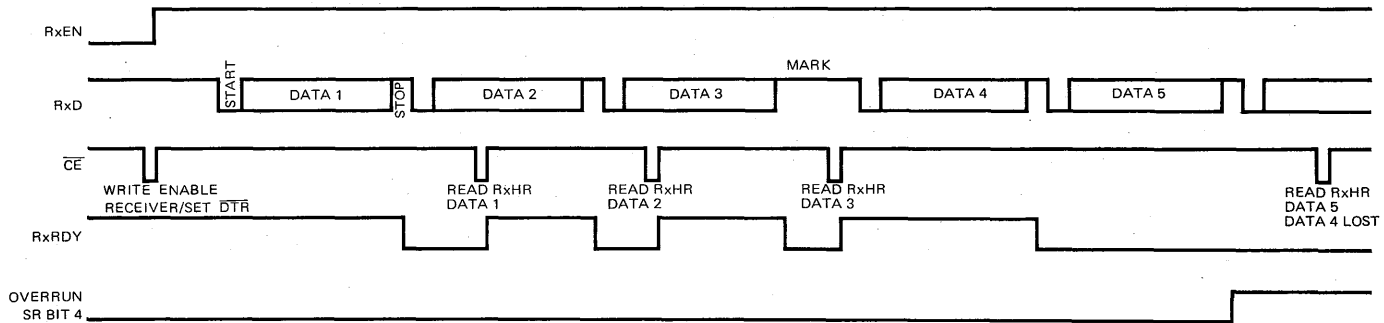 RxEN
RxD
START
DATA 1
STOP
DATA 2
DATA 3
MARK
DATA 4
DATA 5
CE
WRITE ENABLE
RECEIVER/SET DTR
READ RxHR
DATA 1
READ RxHR
DATA 2
READ RxHR
DATA 3
READ RxHR
DATA 5
DATA 4 LOST
RxRDY
OVERRUN
SR BIT 4